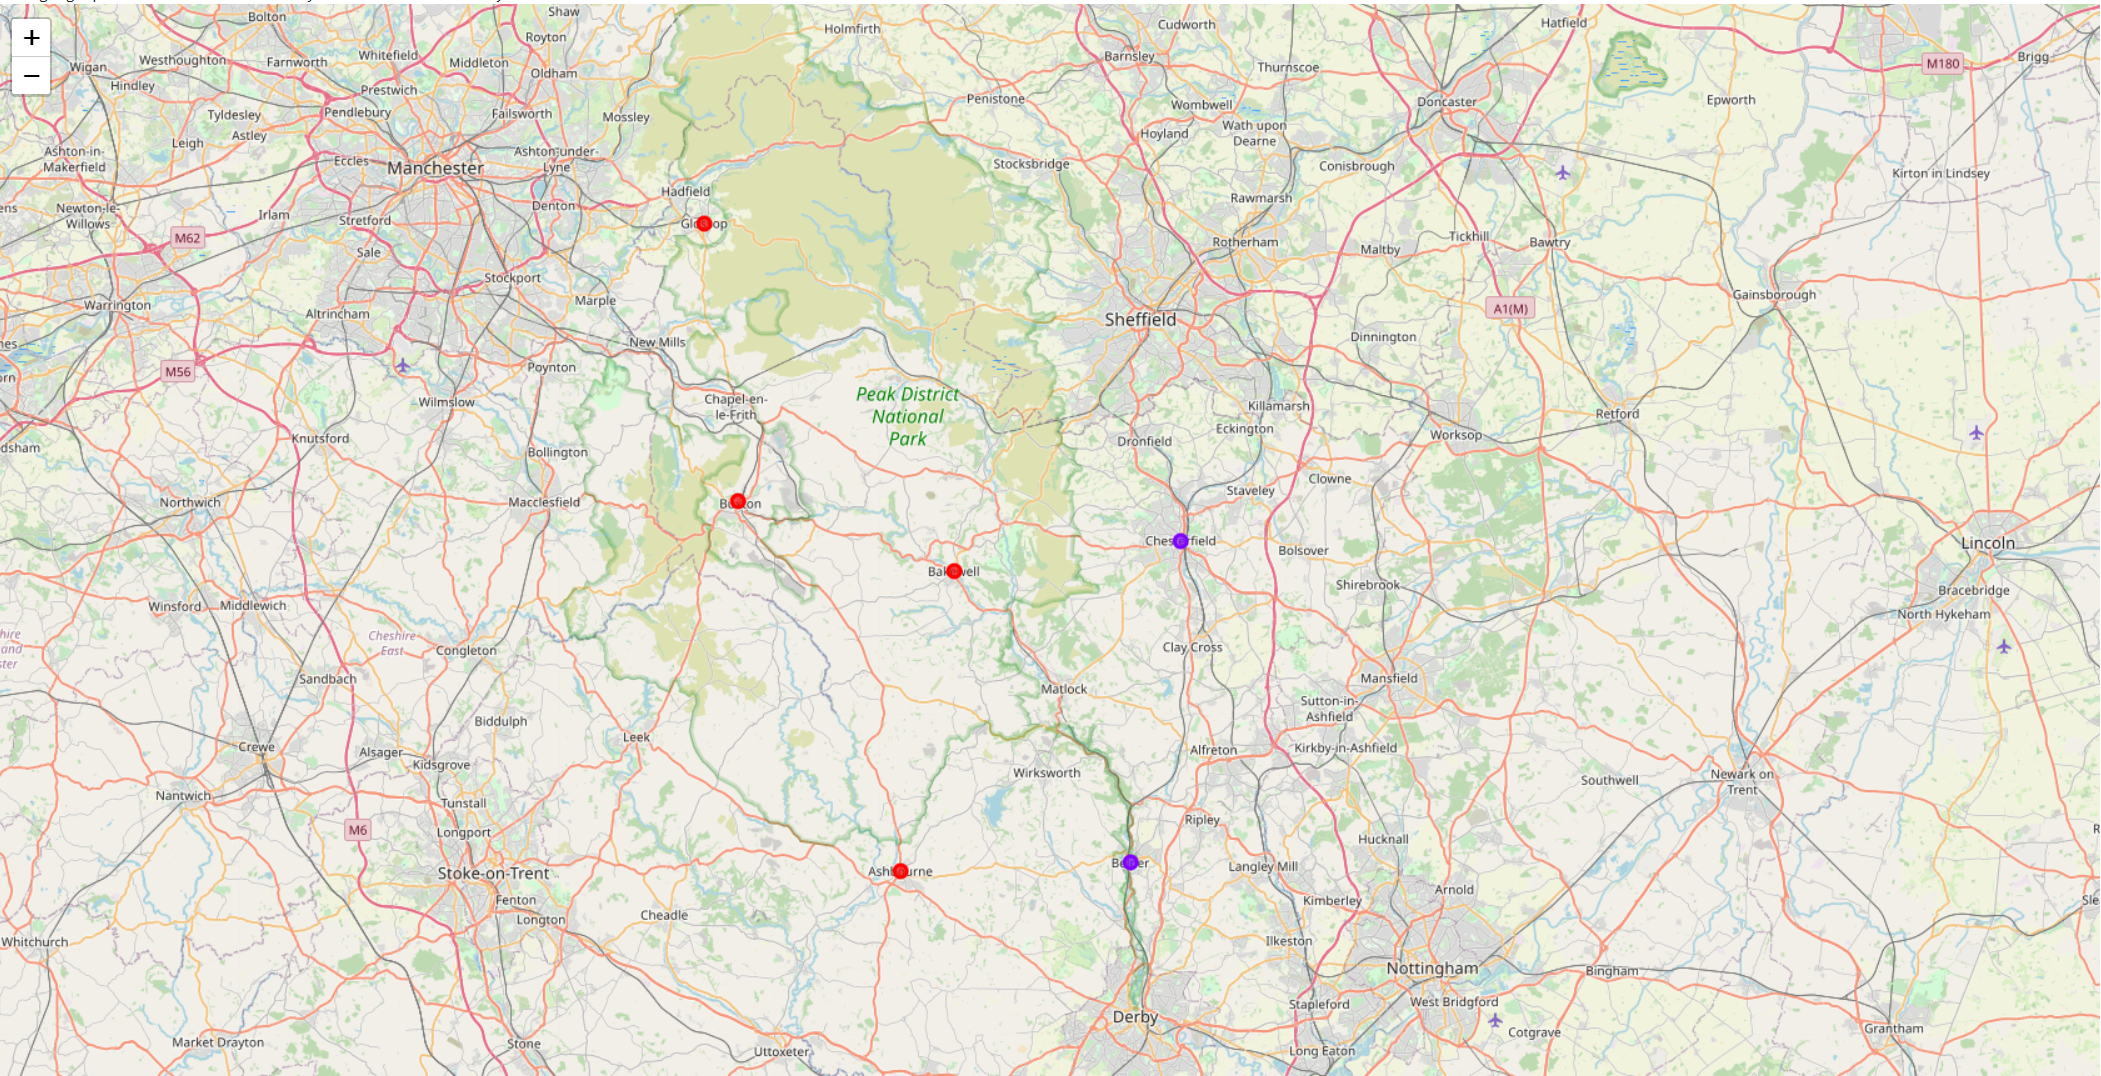 +
−
Bolton
Shaw
Holmfirth
Cudworth
Hatfield
Royton
Wigan
Westhoughton
Farnworth
Whitefield
Middleton
Oldham
Barnsley
Thurnscoe
M180
Brigg
Hindley
Prestwich
Penistone
Wombwell
Doncaster
Epworth
Tyldesley
Pendlebury
Failsworth
Mossley
Astley
Leigh
Hoyland
Wath upon
Dearne
Ashton-in-
Makerfield
Eccles
Manchester
Ashton-under-
Lyne
Stocksbridge
Conisbrough
Kirton in Lindsey
Hadfield
Rawmarsh
Newton-le-
Willows
Irlam
Stretford
Denton
M62
Sale
Rotherham
Maltby
Tickhill
Bawtry
Stockport
Marple
Gainsborough
Warrington
Altrincham
Sheffield
A1(M)
New Mills
Dinnington
M56
Poynton
Wilmslow
Chapel-en-
le-Frith
Peak District
National
Park
Killamarsh
Eckington
Retford
Knutsford
Bollington
Dronfield
Worksop
dsham
Northwich
Macclesfield
Staveley
Clowne
Bolsover
Lincoln
Shirebrook
Bracebridge
North Hykeham
Winsford
Middlewich
Cheshire
East
Congleton
Clay Cross
Sandbach
Matlock
Mansfield
Sutton-in-
Ashfield
Biddulph
Leek
Crewe
Alsager
Kidsgrove
Alfreton
Kirkby-in-Ashfield
Wirksworth
Southwell
Newark on
Trent
Nantwich
Tunstall
M6
Longport
Ripley
Hucknall
Stoke-on-Trent
Langley Mill
Arnold
Fenton
Longton
Cheadle
Kimberley
Whitchurch
Ilkeston
Nottingham
Bingham
Stapleford
West Bridgford
Derby
Cotgrave
Grantham
Market Drayton
Stone
Uttoxeter
Long Eaton